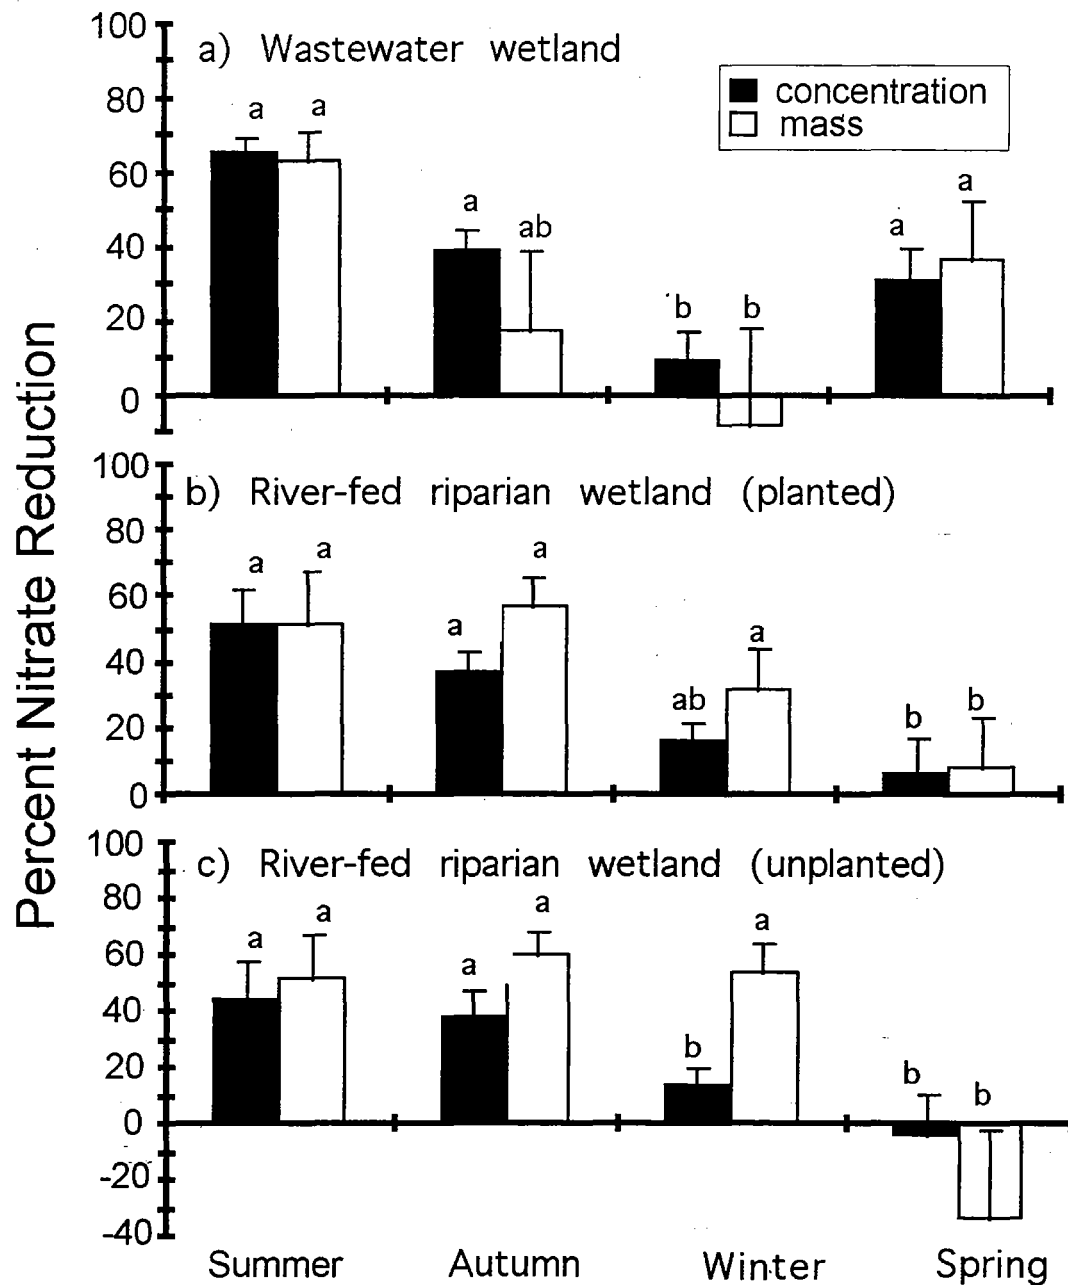 Percent Nitrate Reduction
a) Wastewater wetland
concentration
mass
100
80
60
40
20
0
a a
a ab
b b
a a
b) River-fed riparian wetland (planted)
100
80
60
40
20
0
a a
a a
ab a
b b
c) River-fed riparian wetland (unplanted)
100
80
60
40
20
0
-20
-40
a a
a a
b a
b b
Summer Autumn Winter Spring